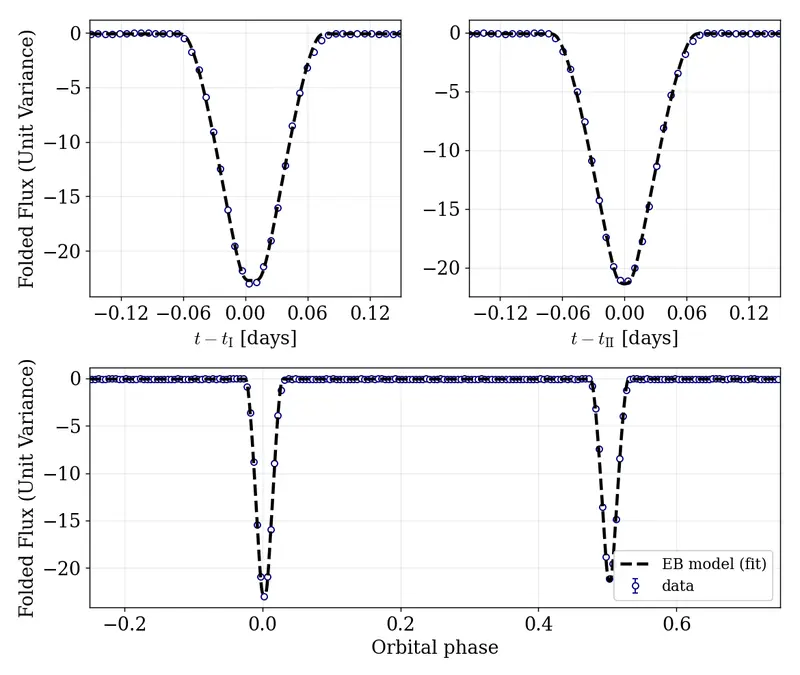 Folded Flux (Unit Variance)
0
−5
−10
−15
−20
−0.12 −0.06 0.00 0.06 0.12
t − t_I [days]
0
−5
−10
−15
−20
−0.12 −0.06 0.00 0.06 0.12
t − t_II [days]
Folded Flux (Unit Variance)
0
−5
−10
−15
−20
EB model (fit)
data
−0.2 0.0 0.2 0.4 0.6
Orbital phase